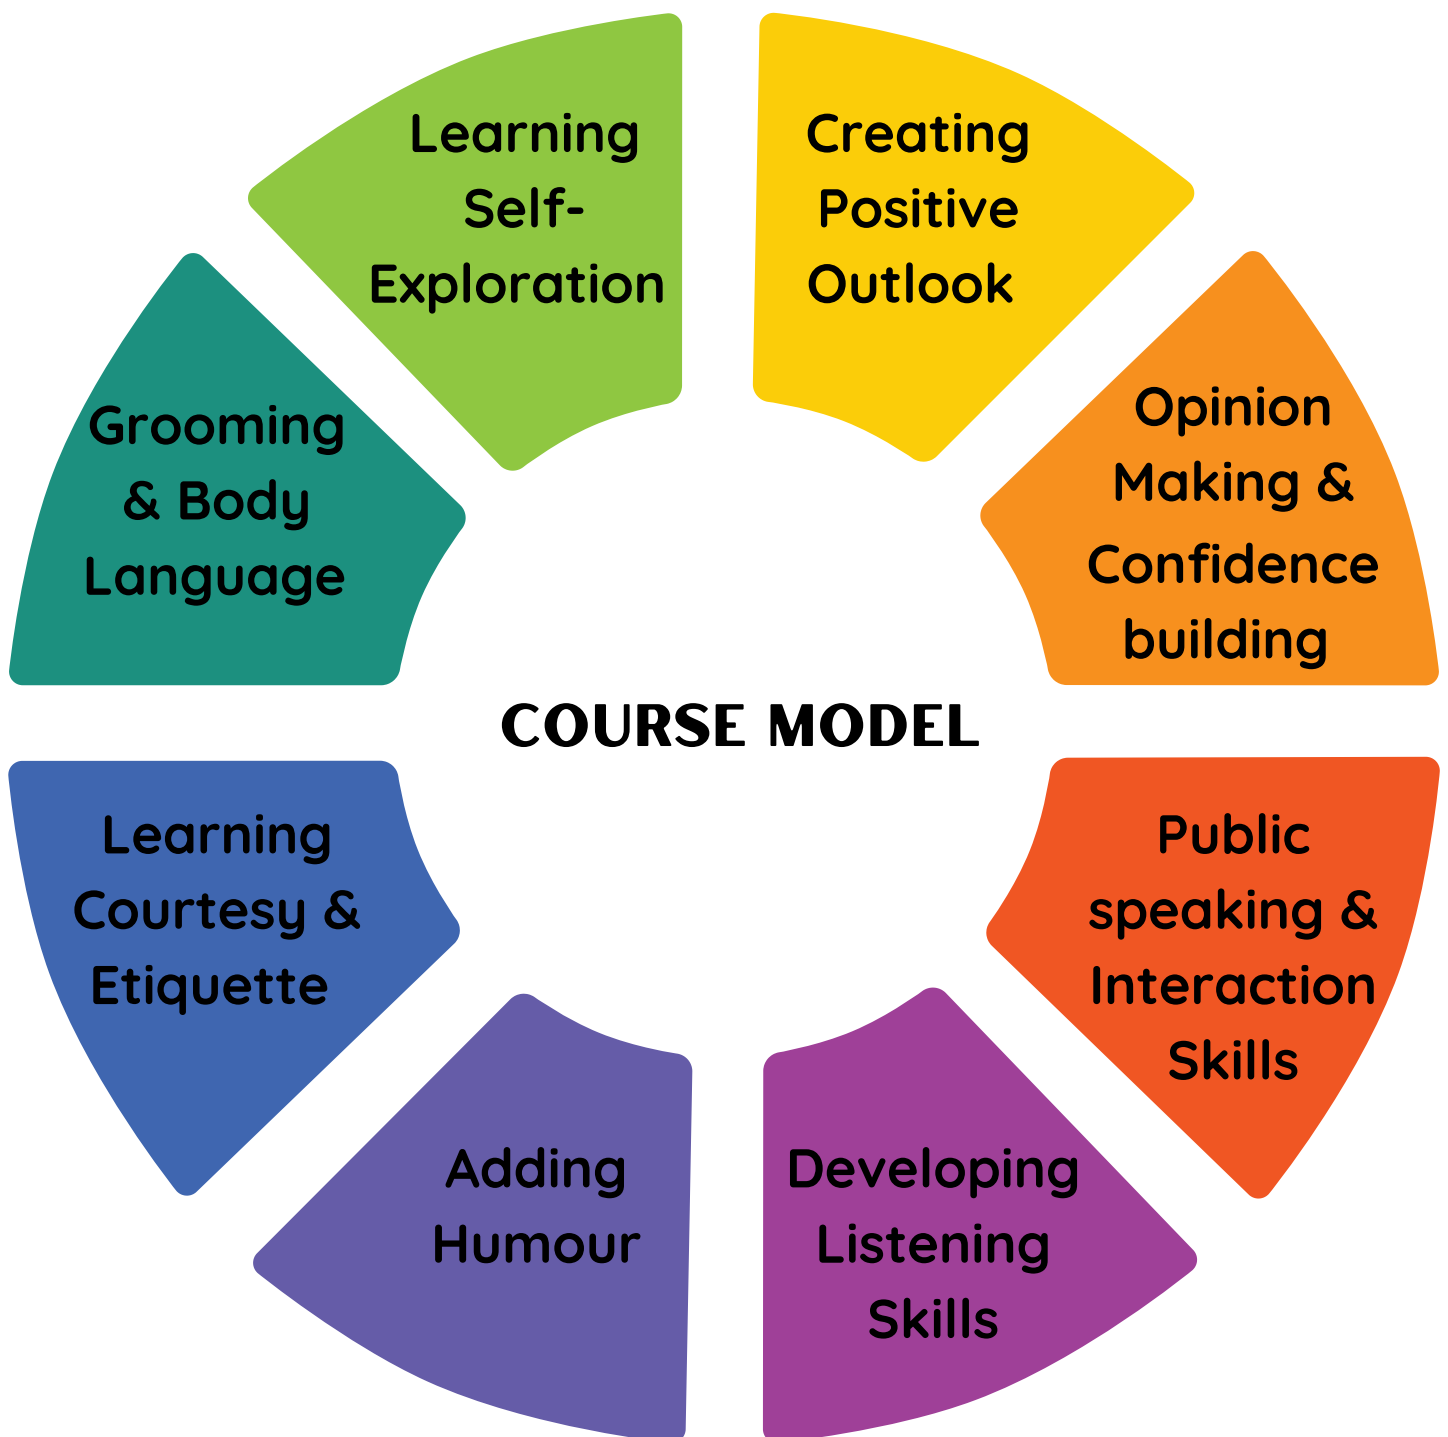 Learning
Self-
Exploration
Creating
Positive
Outlook
Opinion
Making &
Confidence
building
Public
speaking &
Interaction
Skills
Developing
Listening
Skills
Adding
Humour
Learning
Courtesy &
Etiquette
Grooming
& Body
Language
COURSE MODEL